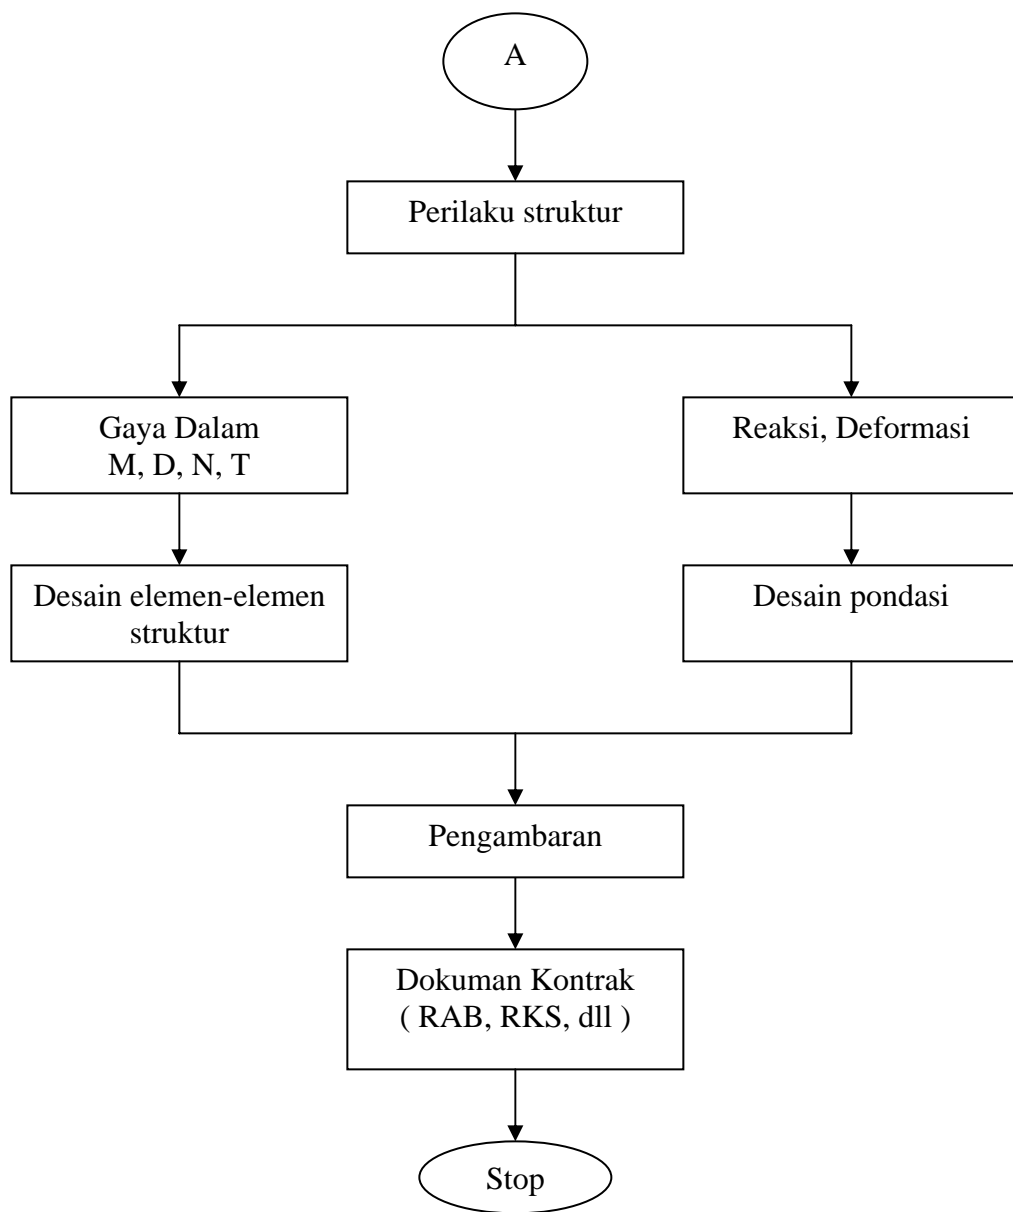 A
Perilaku struktur
Gaya Dalam
M, D, N, T
Reaksi, Deformasi
Desain elemen-elemen
struktur
Desain pondasi
Pengambaran
Dokuman Kontrak
( RAB, RKS, dll )
Stop